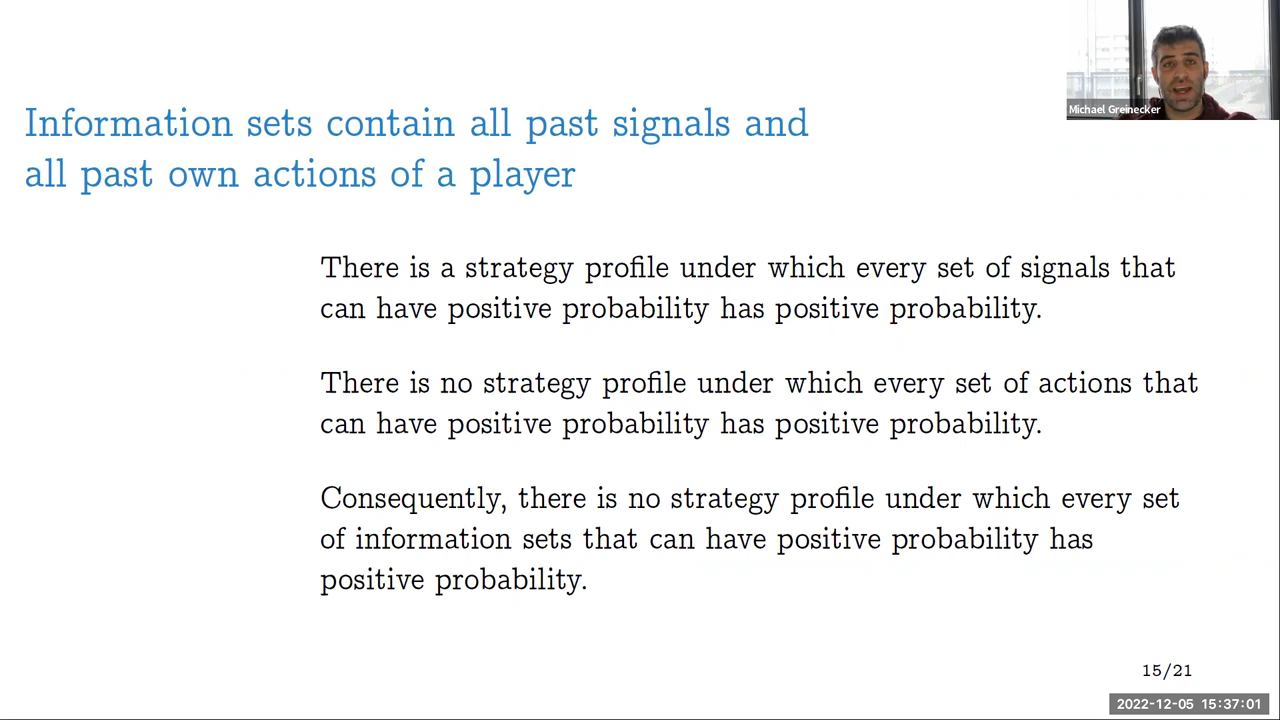 Michael Greinecker
Information sets contain all past signals and
all past own actions of a player
There is a strategy profile under which every set of signals that
can have positive probability has positive probability.
There is no strategy profile under which every set of actions that
can have positive probability has positive probability.
Consequently, there is no strategy profile under which every set
of information sets that can have positive probability has
positive probability.
15/21
2022-12-05 15:37:01